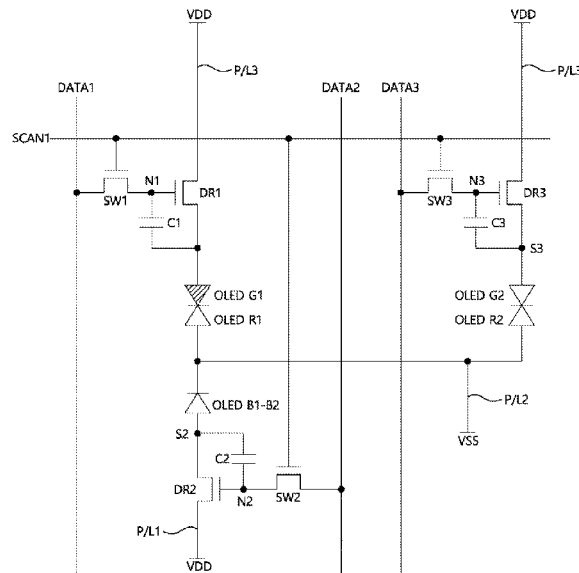 VDD
VDD
P/L3
P/L3
DATA1
DATA2
DATA3
SCAN1
N1
DR1
SW1
C1
N3
DR3
SW3
C3
S3
OLED G1
OLED R1
OLED G2
OLED R2
OLED B1-B2
P/L2
S2
C2
VSS
DR2
N2
SW2
P/L1
VDD